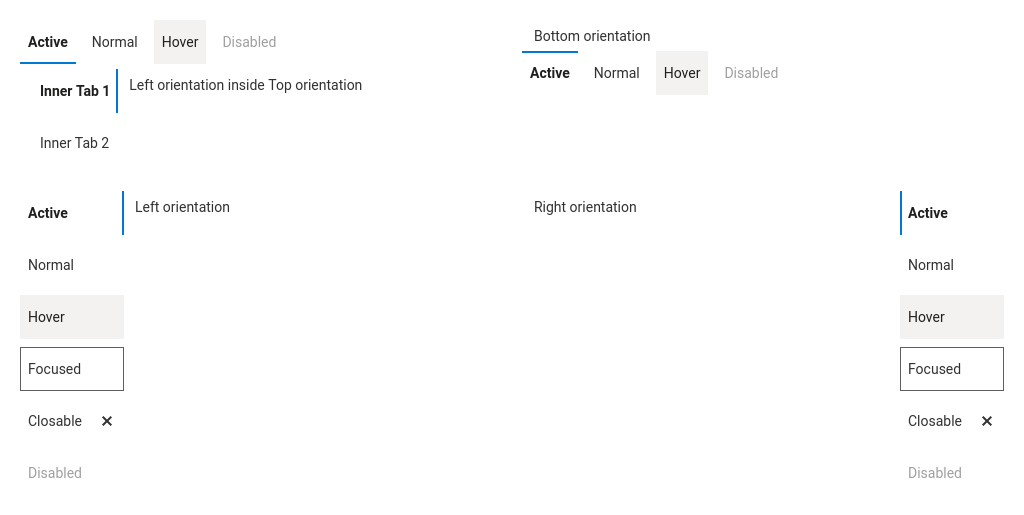 Active Normal Hover Disabled
Inner Tab 1 Left orientation inside Top orientation
Inner Tab 2
Bottom orientation
Active Normal Hover Disabled
Active Left orientation
Normal
Hover
Focused
Closable
Disabled
Right orientation Active
Normal
Hover
Focused
Closable
Disabled